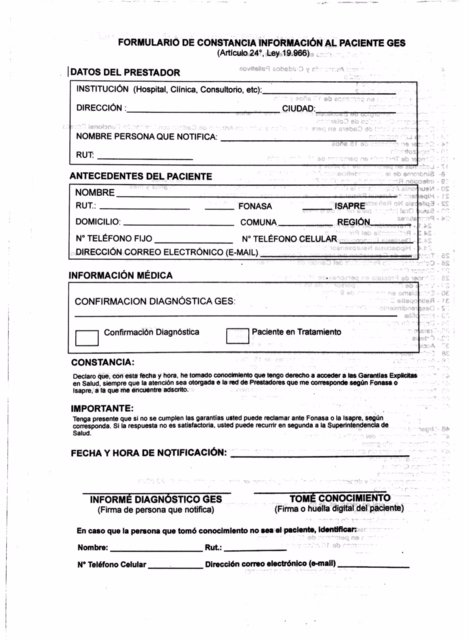 FORMULARIO DE CONSTANCIA INFORMACIÓN AL PACIENTE GES
(Artículo 24°, Ley 19.966)
DATOS DEL PRESTADOR
INSTITUCIÓN (Hospital, Clínica, Consultorio, etc):
DIRECCIÓN : CIUDAD:
NOMBRE PERSONA QUE NOTIFICA:
RUT:
ANTECEDENTES DEL PACIENTE
NOMBRE
RUT.: FONASA ISAPRE
DOMICILIO: COMUNA REGIÓN
N° TELÉFONO FIJO N° TELÉFONO CELULAR
DIRECCIÓN CORREO ELECTRÓNICO (E-MAIL)
INFORMACIÓN MÉDICA
CONFIRMACION DIAGNÓSTICA GES:
Confirmación Diagnóstica Paciente en Tratamiento
CONSTANCIA:
Declaro que, con esta fecha y hora, he tomado conocimiento que tengo derecho a acceder a las Garantías Explícitas
en Salud, siempre que la atención sea otorgada e la red de Prestadores que me corresponde según Fonasa o
Isapre, a la que me encuentre adscrito.
IMPORTANTE:
Tenga presente que si no se cumplen las garantías usted puede reclamar ante Fonasa o la Isapre, según
corresponda. Si la respuesta no es satisfactoria, usted puede recurrir en segunda a la Superintendencia de
Salud.
FECHA Y HORA DE NOTIFICACIÓN:
INFORMÉ DIAGNÓSTICO GES TOMÉ CONOCIMIENTO
(Firma de persona que notifica) (Firma o huella digital del paciente)
En caso que la persona que tomó conocimiento no sea el paciente, identificar:
Nombre: Rut.:
N° Teléfono Celular Dirección correo electrónico (e-mail)